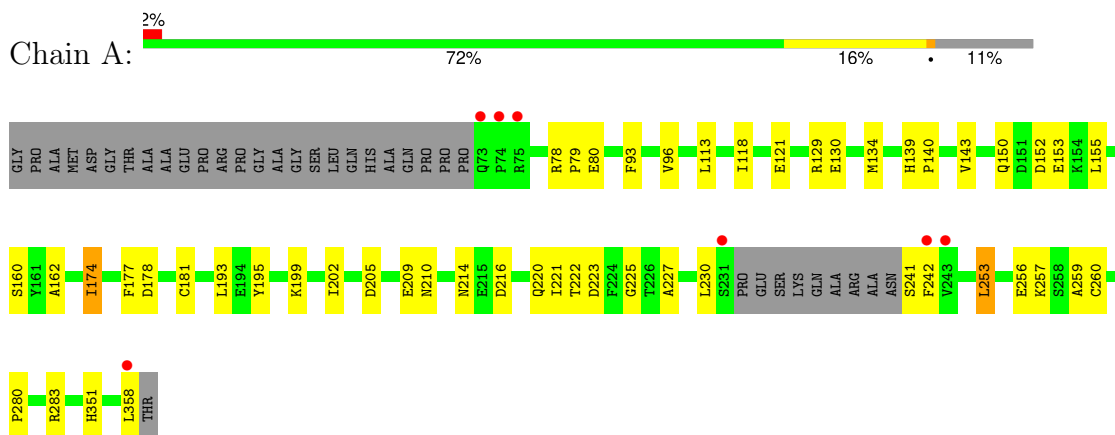 2%
Chain A:
72% 16% • 11%
GLY PRO ALA MET ASP GLY THR ALA ALA GLU PRO ARG PRO GLY ALA GLY SER LEU GLN HIS ALA GLN PRO PRO PRO Q73 P74 R75 R78 P79 E80 F93 V96 L113 I118 E121 R129 E130 M134 H139 P140 V143 Q150 D151 D152 E153 K154 L155
S160 Y161 A162 I174 F177 D178 C181 L193 E194 Y195 K199 I202 D205 E209 N210 N214 E215 D216 Q220 I221 T222 D223 F224 G225 T226 A227 L230 S231 PRO GLU SER LYS GLN ALA ARG ALA ASN S241 F242 V243 L253 E256 K257 S258 A259 C260
P280 R283 H351 L358 THR